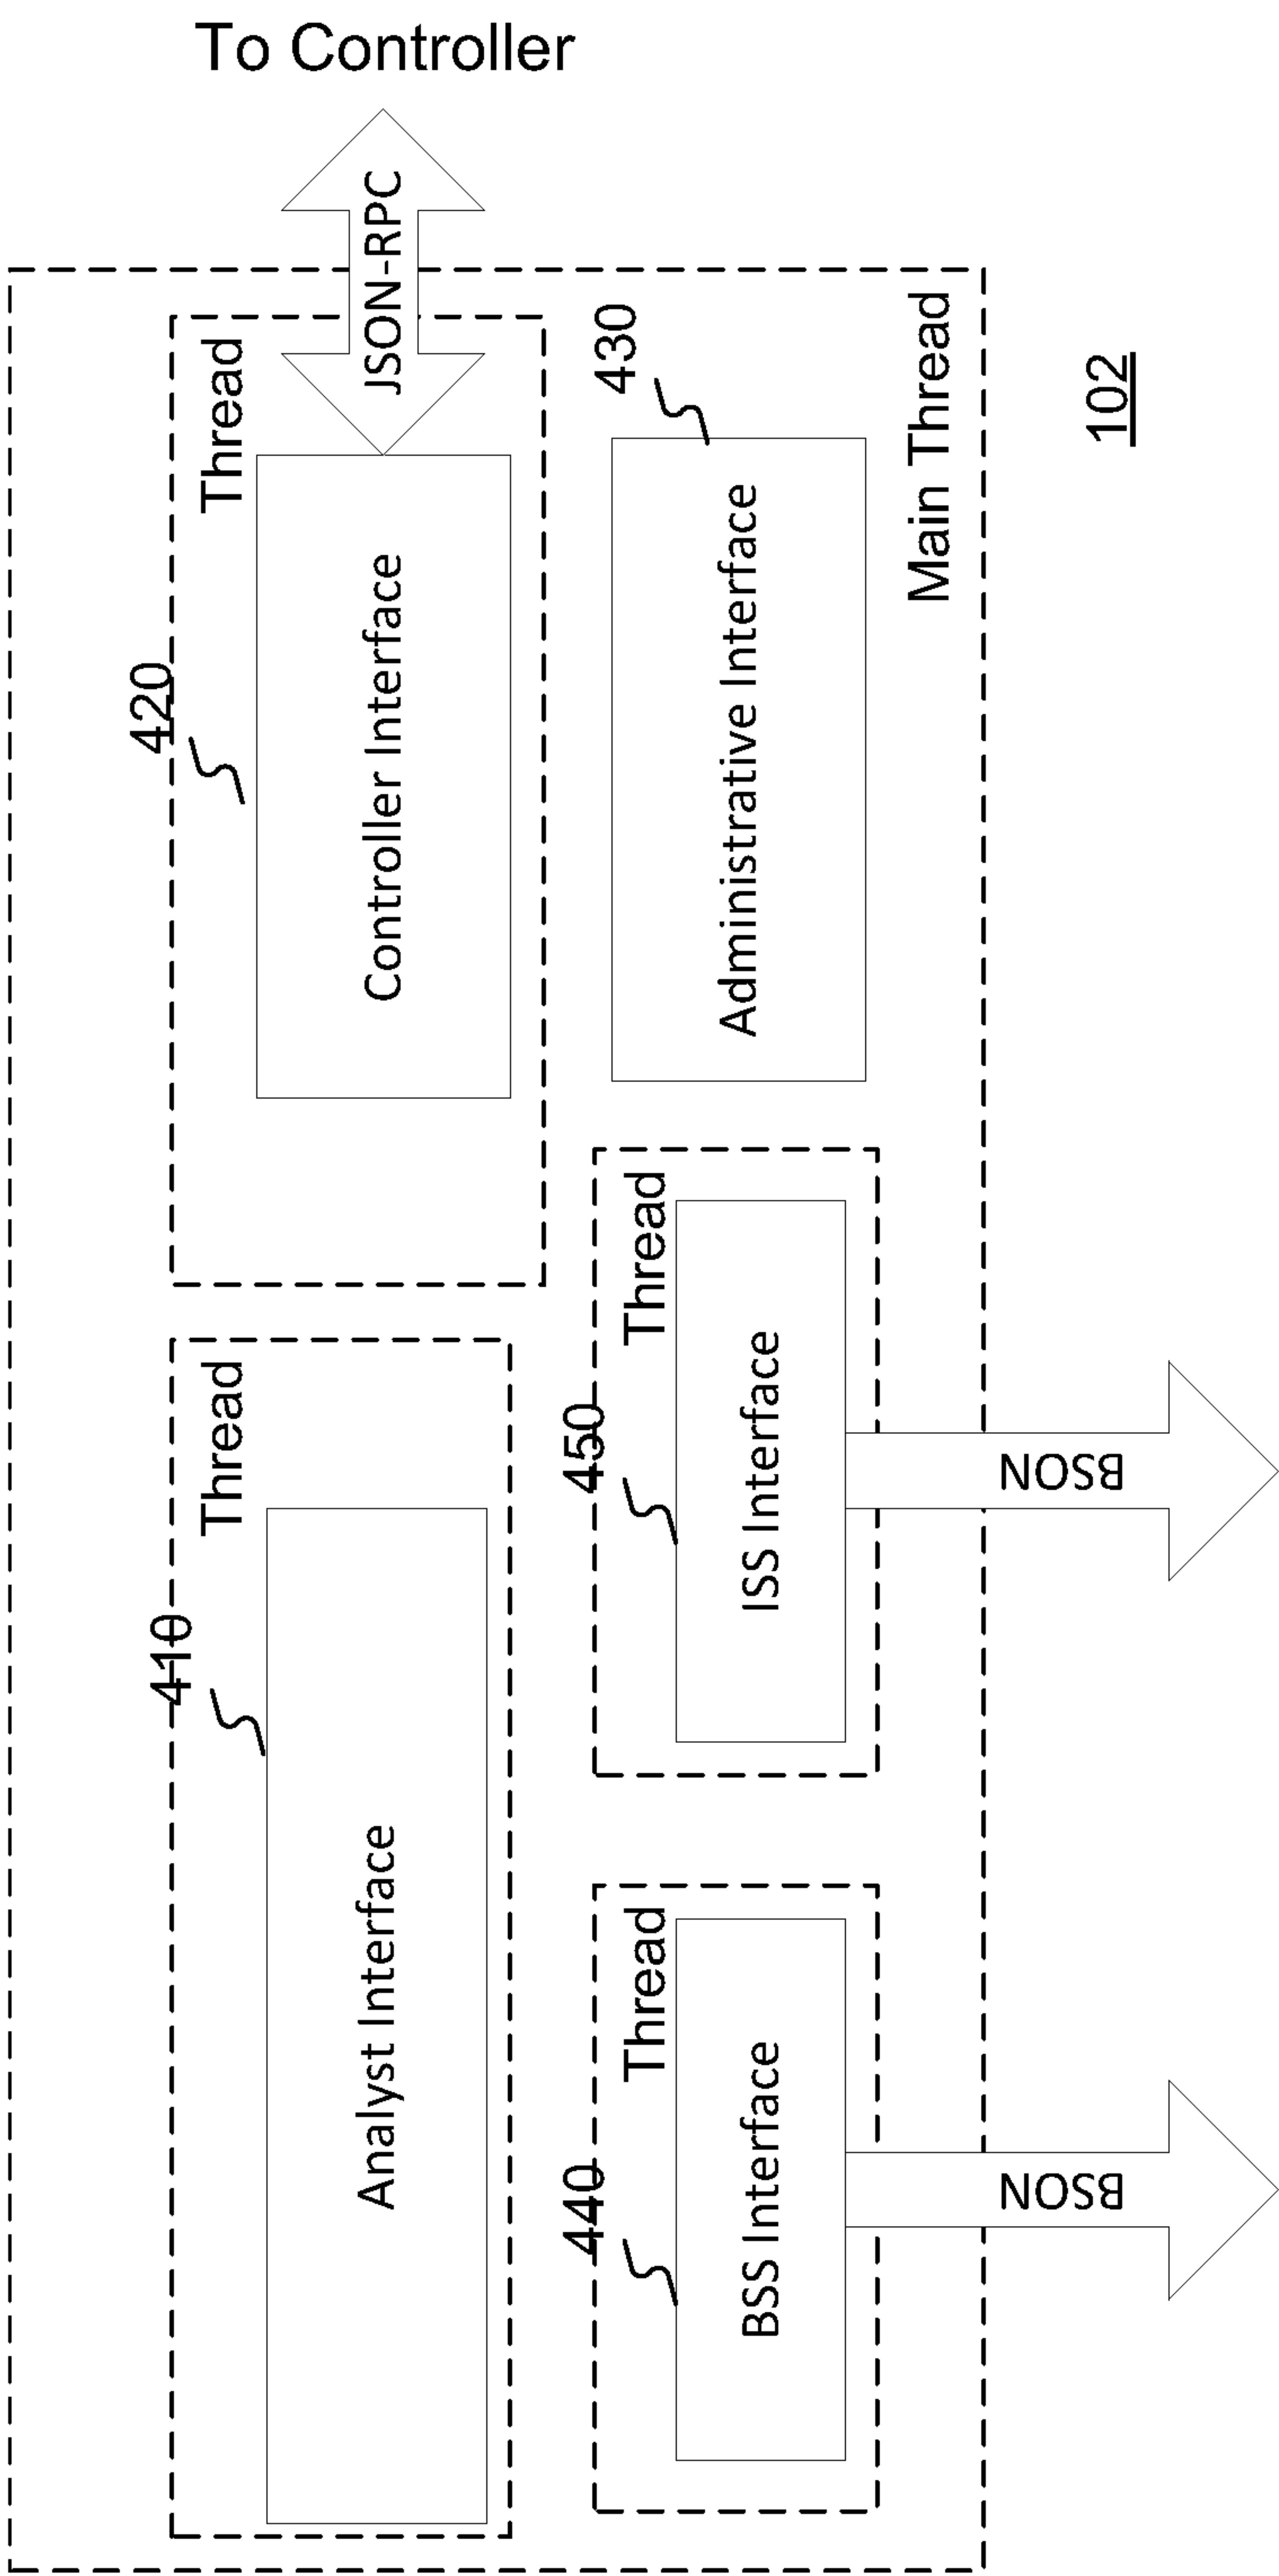 To Controller
JSON-RPC
Thread
420
Controller Interface
430
Administrative Interface
Main Thread
102
Thread
410
Analyst Interface
Thread
450
ISS Interface
BSON
Thread
440
BSS Interface
BSON